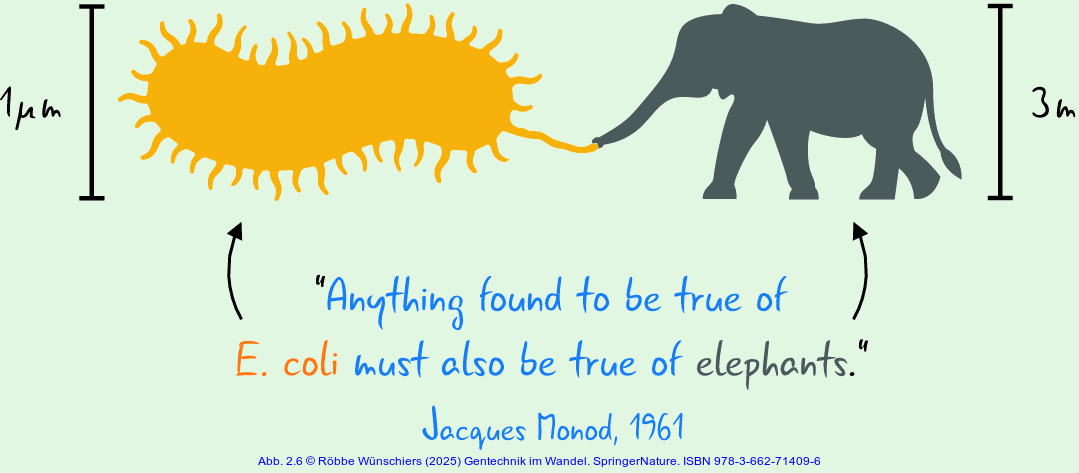 1µm
3m
"Anything found to be true of
E. coli must also be true of elephants."
Jacques Monod, 1961
Abb. 2.6 © Röbbe Wünschiers (2025) Gentechnik im Wandel. SpringerNature. ISBN 978-3-662-71409-6